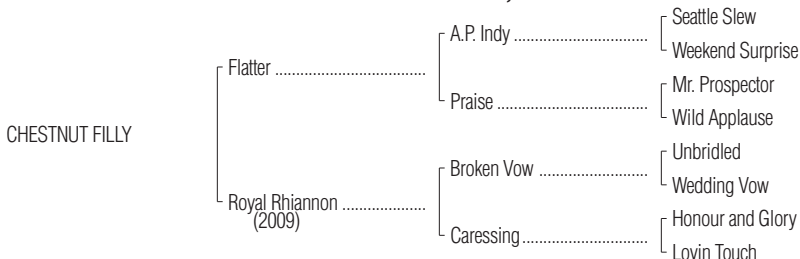 Seattle Slew
A.P. Indy ..................................
Weekend Surprise
Flatter ......................................
Mr. Prospector
Praise ......................................
Wild Applause
CHESTNUT FILLY
Unbridled
Broken Vow ...........................
Wedding Vow
Royal Rhiannon .....................
(2009)
Honour and Glory
Caressing................................
Lovin Touch